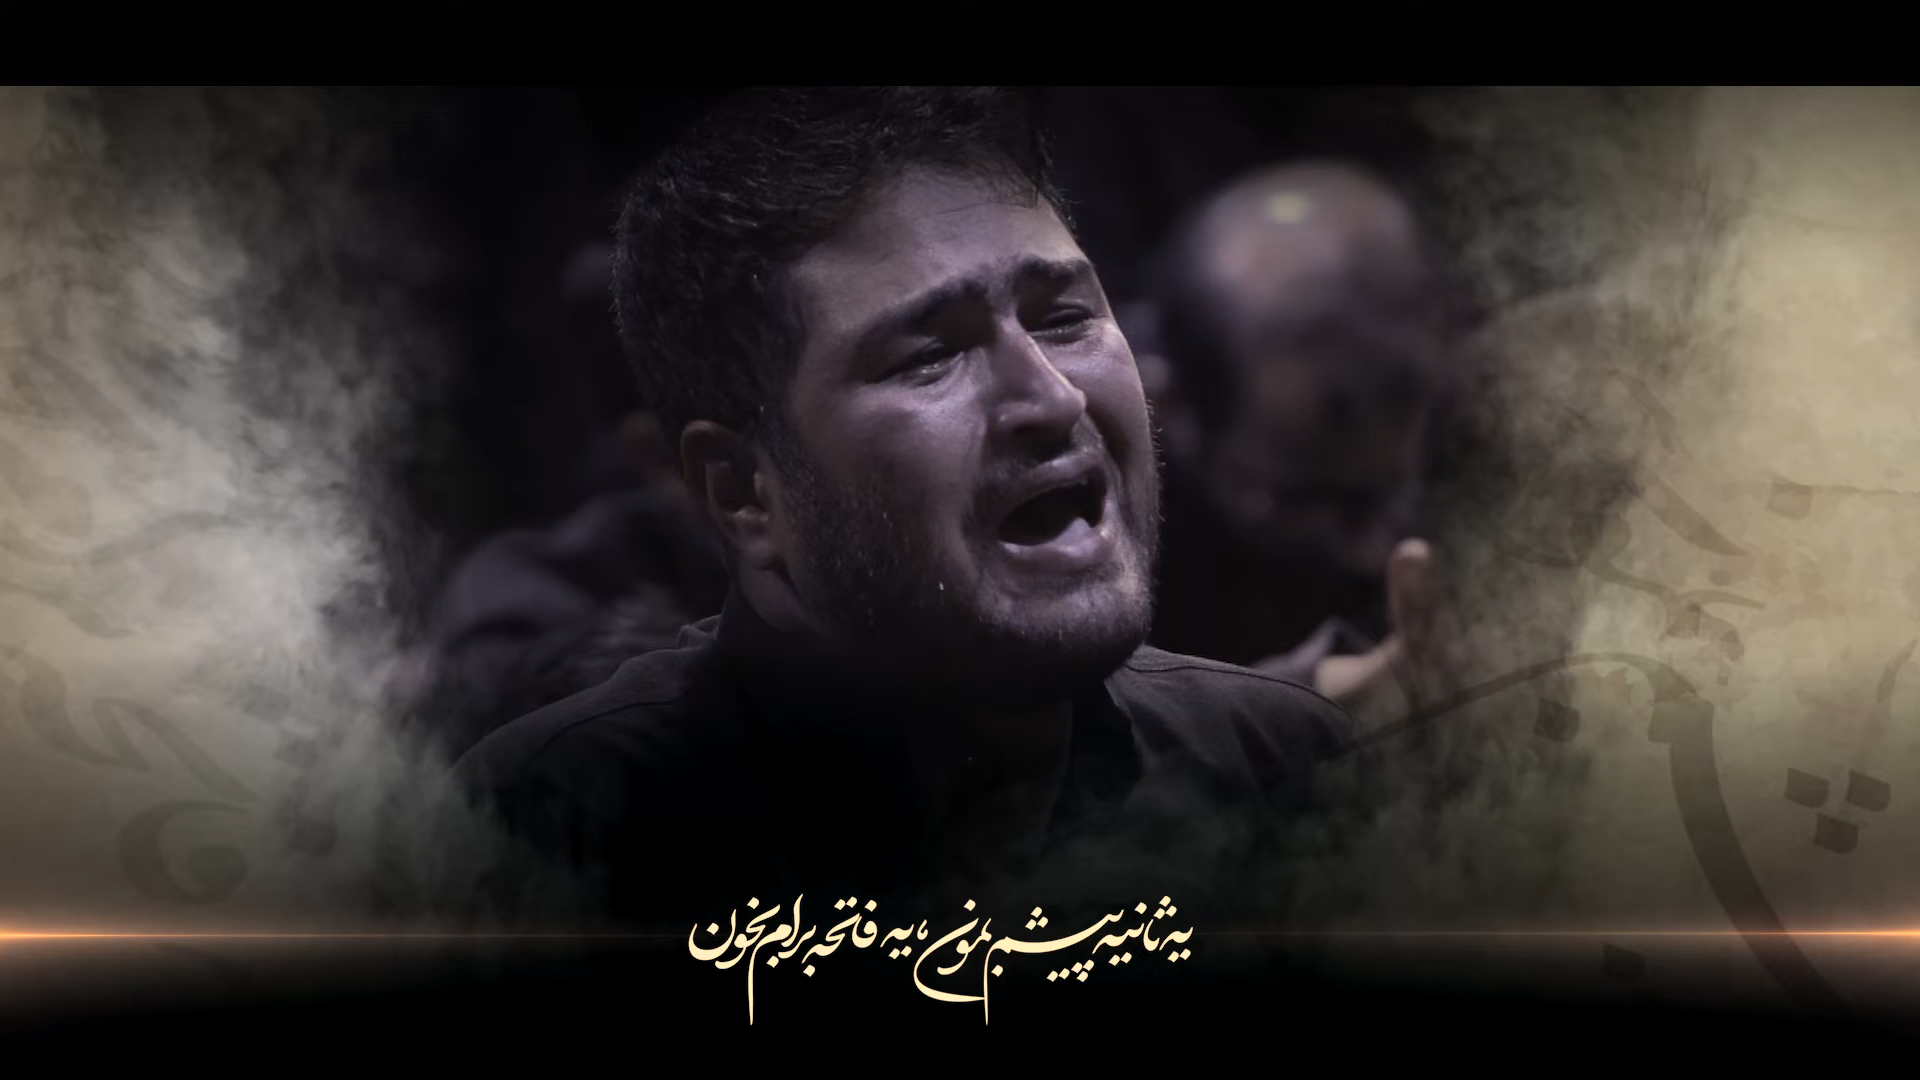 یه ثانیه پیشم بمون، یه فاتحه برام بخون